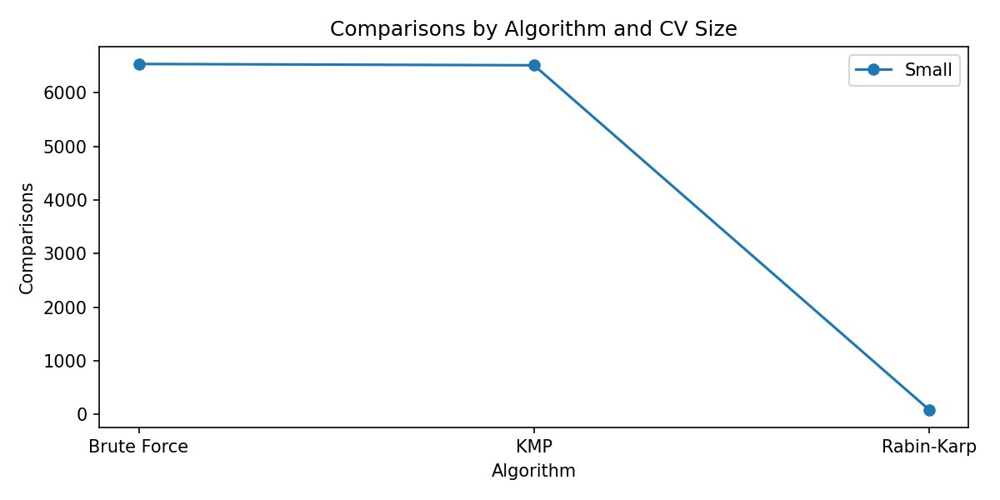 Comparisons by Algorithm and CV Size
Small
Comparisons
6000
5000
4000
3000
2000
1000
0
Brute Force
KMP
Rabin-Karp
Algorithm